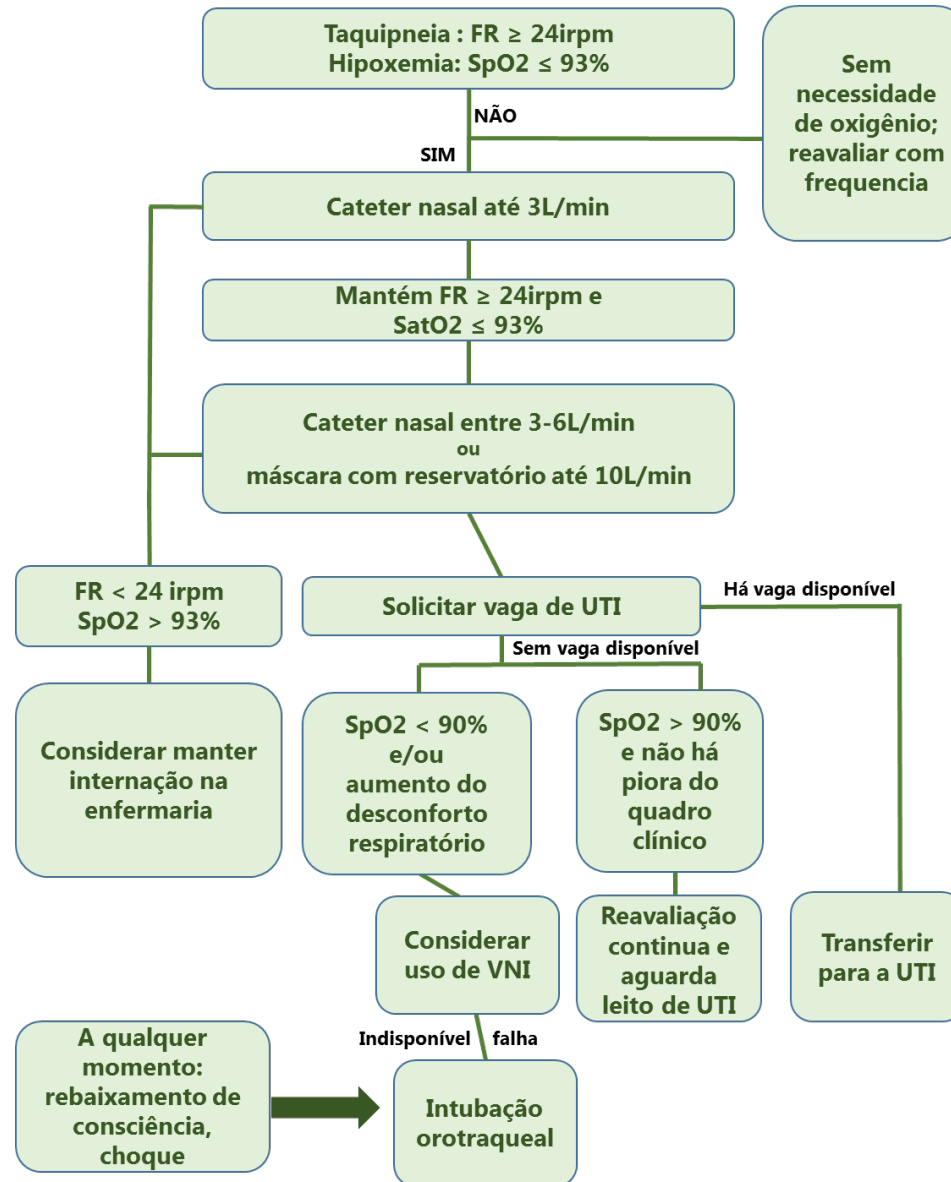 Taquipneia : FR ≥ 24irpm
Hipoxemia: SpO2 ≤ 93%
Sem
necessidade
de oxigênio;
reavaliar com
frequencia
NÃO
SIM
Cateter nasal até 3L/min
Mantém FR ≥ 24irpm e
SatO2 ≤ 93%
Cateter nasal entre 3-6L/min
ou
máscara com reservatório até 10L/min
FR < 24 irpm
SpO2 > 93%
Solicitar vaga de UTI
Há vaga disponível
Sem vaga disponível
Considerar manter
internação na
enfermaria
SpO2 < 90%
e/ou
aumento do
desconforto
respiratório
SpO2 > 90%
e não há
piora do
quadro
clínico
Considerar
uso de VNI
Reavaliação
continua e
aguarda
leito de UTI
Transferir
para a UTI
Indisponível
falha
A qualquer
momento:
rebaixamento de
consciência,
choque
Intubação
orotraqueal